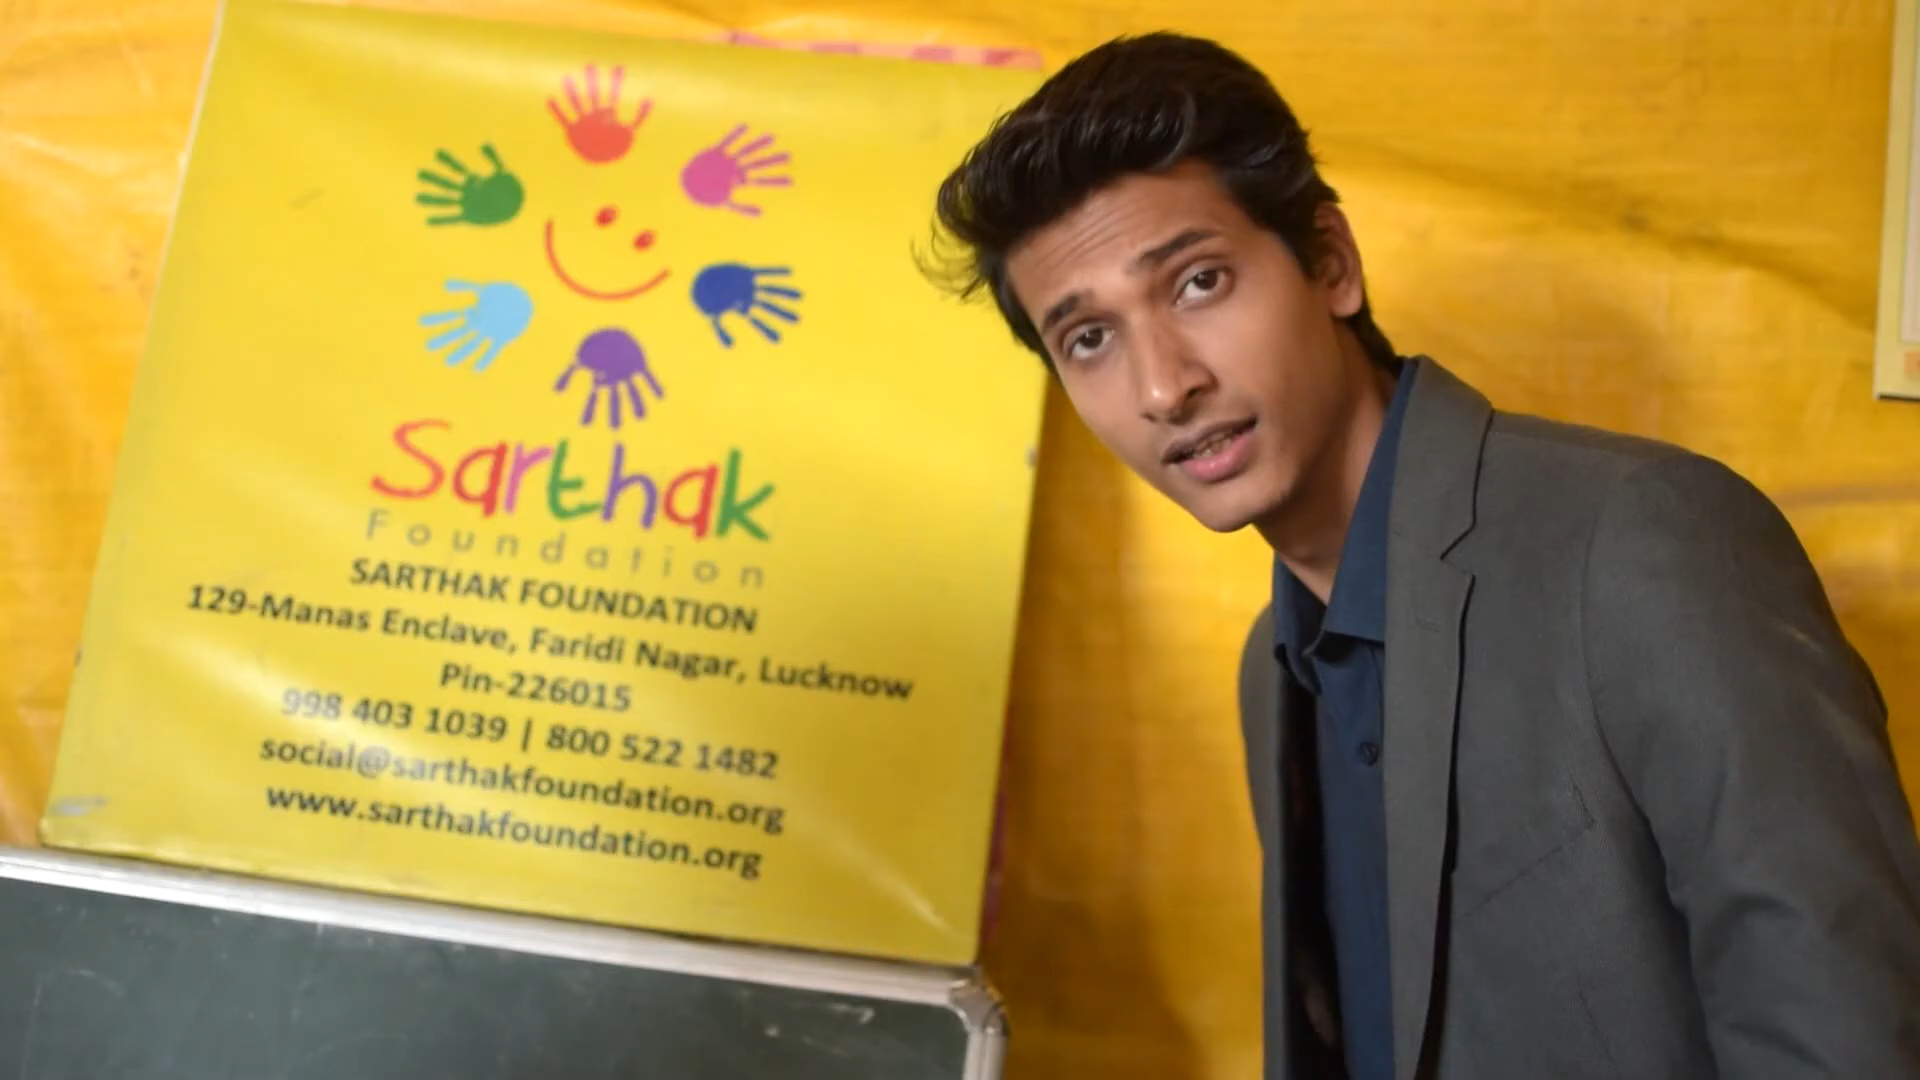 Sarthak
Foundation
SARTHAK FOUNDATION
129-Manas Enclave, Faridi Nagar, Lucknow
Pin-226015
998 403 1039 | 800 522 1482
social@sarthakfoundation.org
www.sarthakfoundation.org